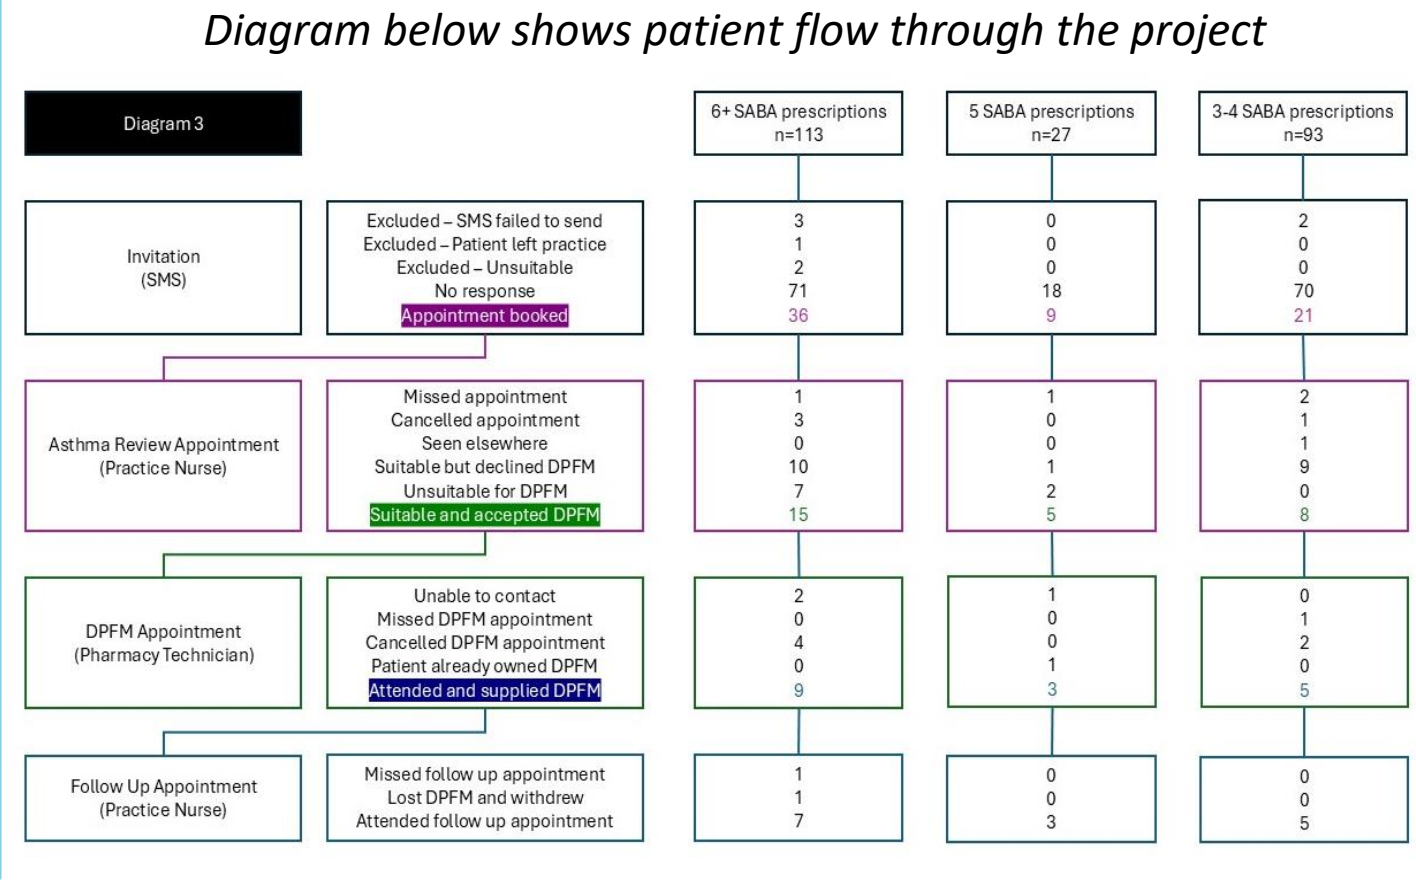 Diagram below shows patient flow through the project
Diagram 3
6+ SABA prescriptions
n=113
5 SABA prescriptions
n=27
3-4 SABA prescriptions
n=93
Invitation
(SMS)
Excluded – SMS failed to send
Excluded – Patient left practice
Excluded – Unsuitable
No response
Appointment booked
3
1
2
71
36
0
0
0
18
9
2
0
0
70
21
Asthma Review Appointment
(Practice Nurse)
Missed appointment
Cancelled appointment
Seen elsewhere
Suitable but declined DPFM
Unsuitable for DPFM
Suitable and accepted DPFM
1
3
0
10
7
15
1
0
0
1
2
5
2
1
1
9
0
8
DPFM Appointment
(Pharmacy Technician)
Unable to contact
Missed DPFM appointment
Cancelled DPFM appointment
Patient already owned DPFM
Attended and supplied DPFM
2
0
4
0
9
1
0
0
1
3
0
1
2
0
5
Follow Up Appointment
(Practice Nurse)
Missed follow up appointment
Lost DPFM and withdrew
Attended follow up appointment
1
1
7
0
0
3
0
0
5